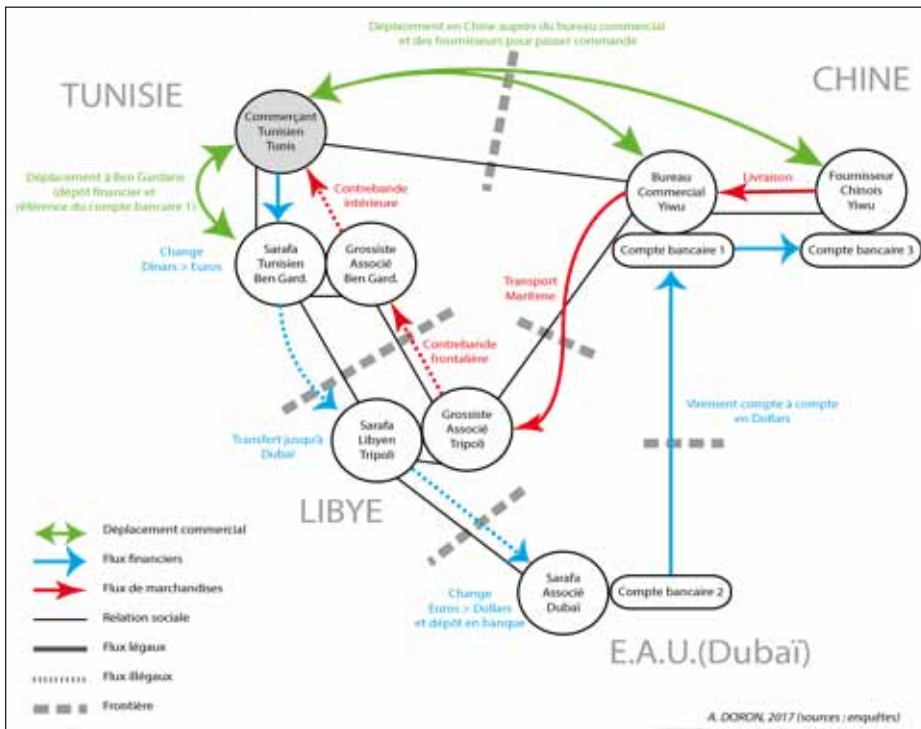 Déplacement en Chine auprès du bureau commercial
et des fournisseurs pour passer commande
TUNISIE
CHINE
Commerçant
Tunisien
Tunis
Déplacement à Ben Gardane
(dépôt financier et
référence du compte bancaire 1)
Contrebande
intérieure
Bureau
Commercial
Yiwu
Livraison
Fournisseur
Chinois
Yiwu
Change
Dinars > Euros
Sarafa
Tunisien
Ben Gard.
Grossiste
Associé
Ben Gard.
Compte bancaire 1
Compte bancaire 3
Transport
Maritime
Contrebande
frontalière
Transfert jusqu'à
Dubaï
Sarafa
Libyen
Tripoli
Grossiste
Associé
Tripoli
Virement compte à compte
en Dollars
LIBYE
Déplacement commercial
Flux financiers
Flux de marchandises
Relation sociale
Flux légaux
Flux illégaux
Frontière
Change
Euros > Dollars
et dépôt en banque
Sarafa
Associé
Dubaï
Compte bancaire 2
E.A.U.(Dubaï)
A. DORON, 2017 (sources : enquêtes)